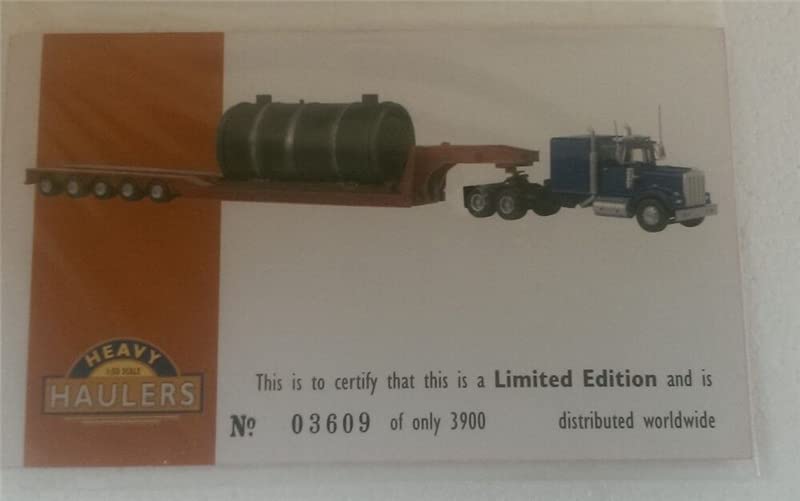 HEAVY
1:50 SCALE
HAULERS
This is to certify that this is a Limited Edition and is
Nº 03609 of only 3900 distributed worldwide